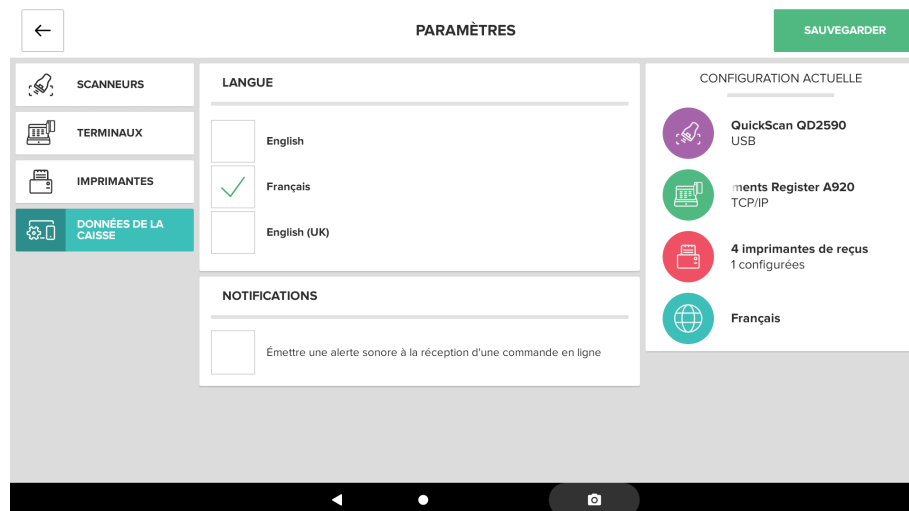 PARAMÈTRES
SAUVEGARDER
SCANNEURS
TERMINAUX
IMPRIMANTES
DONNÉES DE LA
CAISSE
LANGUE
English
Français
English (UK)
NOTIFICATIONS
Émettre une alerte sonore à la réception d'une commande en ligne
CONFIGURATION ACTUELLE
QuickScan QD2590
USB
ments Register A920
TCP/IP
4 imprimantes de reçus
1 configurées
Français